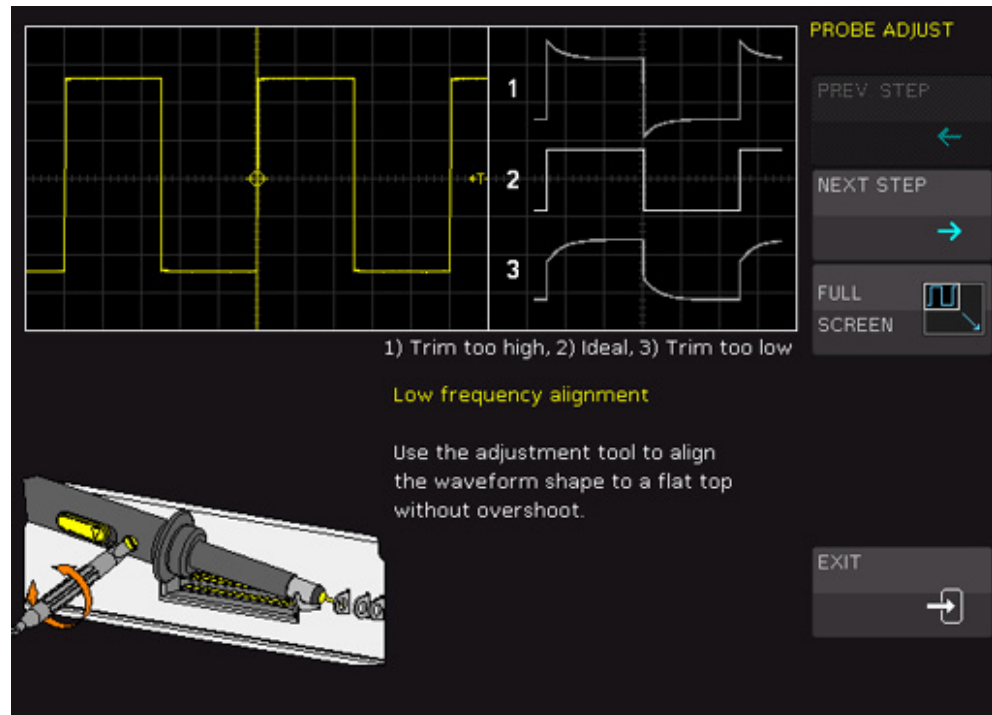 PROBE ADJUST
1
2
3
T
PREV STEP
NEXT STEP
FULL
SCREEN
1) Trim too high, 2) Ideal, 3) Trim too low
Low frequency alignment
Use the adjustment tool to align
the waveform shape to a flat top
without overshoot.
EXIT